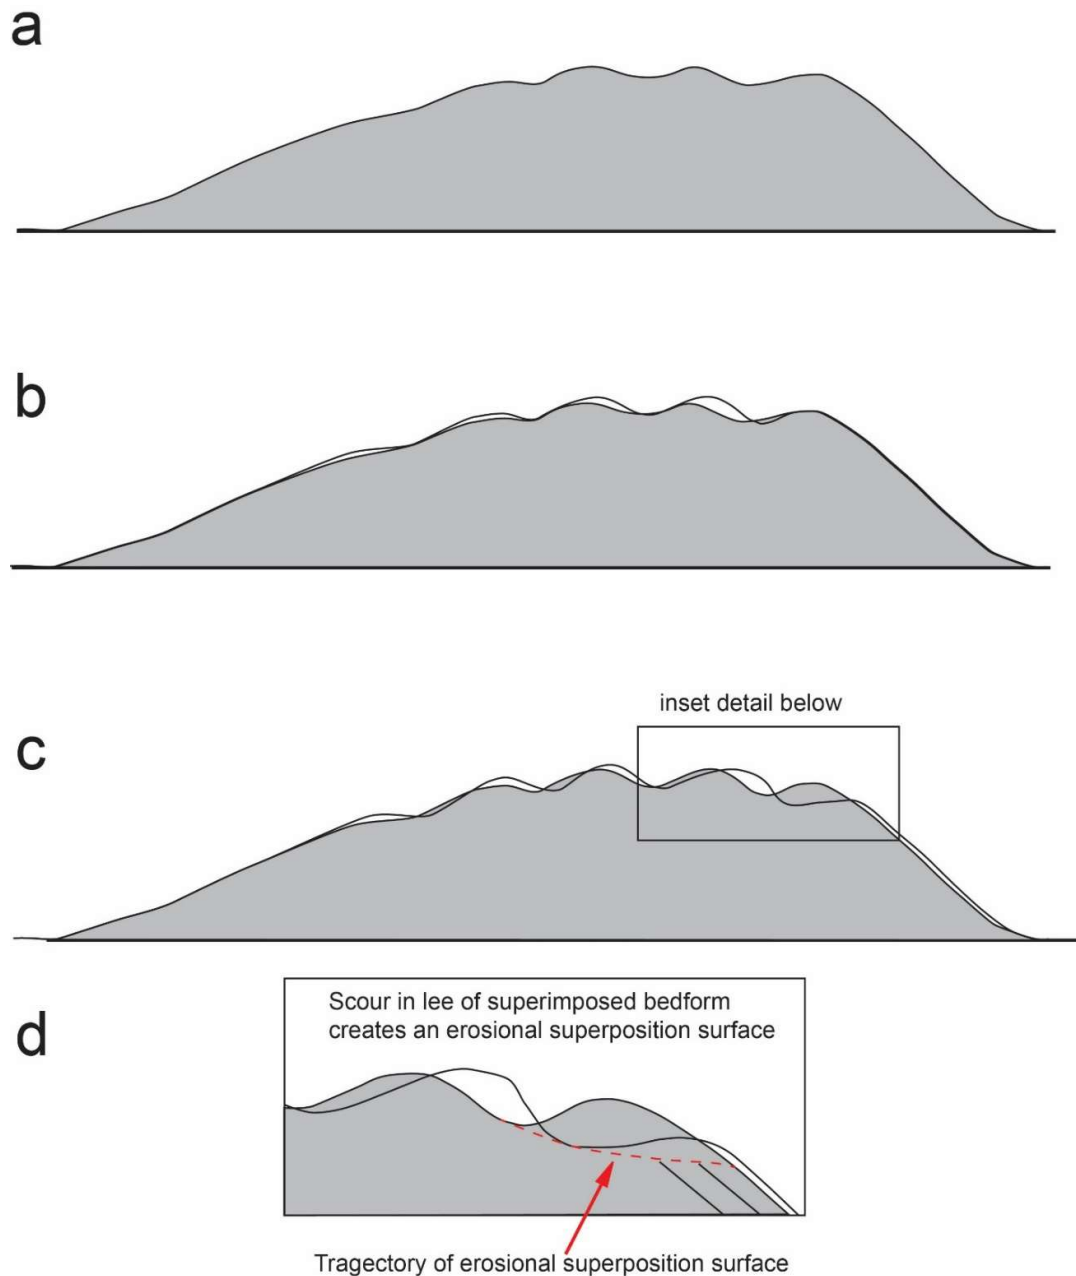 a
b
inset detail below
c
d
Scour in lee of superimposed bedform
creates an erosional superposition surface
Tragectory of erosional superposition surface